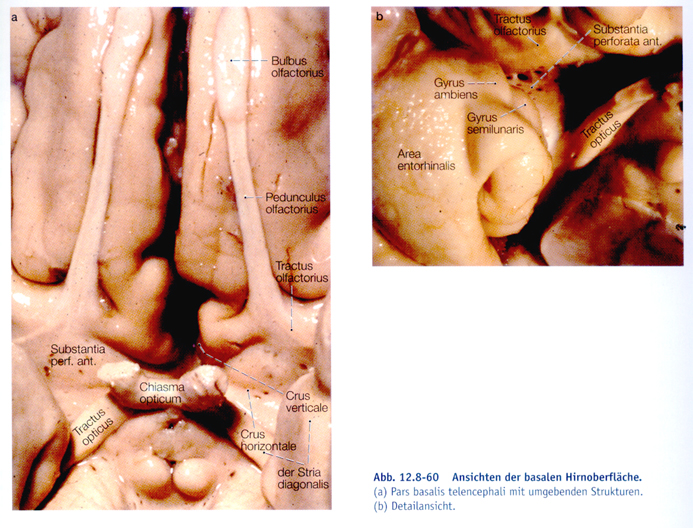 a
Bulbus
olfactorius
Pedunculus
olfactorius
Tractus
olfactorius
Substantia
perf. ant.
Chiasma
opticum
Tractus
opticus
Crus
verticale
Crus
horizontale
der Stria
diagonalis
b
Tractus
olfactorius
Substantia
perforata ant.
Gyrus
ambiens
Gyrus
semilunaris
Tractus
opticus
Area
entorhinalis
Abb. 12.8-60 Ansichten der basalen Hirnoberfläche.
(a) Pars basalis telencephali mit umgebenden Strukturen.
(b) Detailansicht.